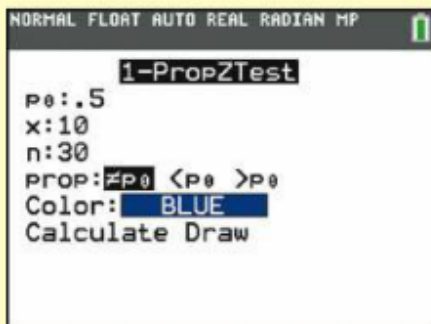 NORMAL FLOAT AUTO REAL RADIAN MP
1-PropZTest
p₀:.5
x:10
n:30
prop:≠p₀ <p₀ >p₀
Color: BLUE
Calculate Draw